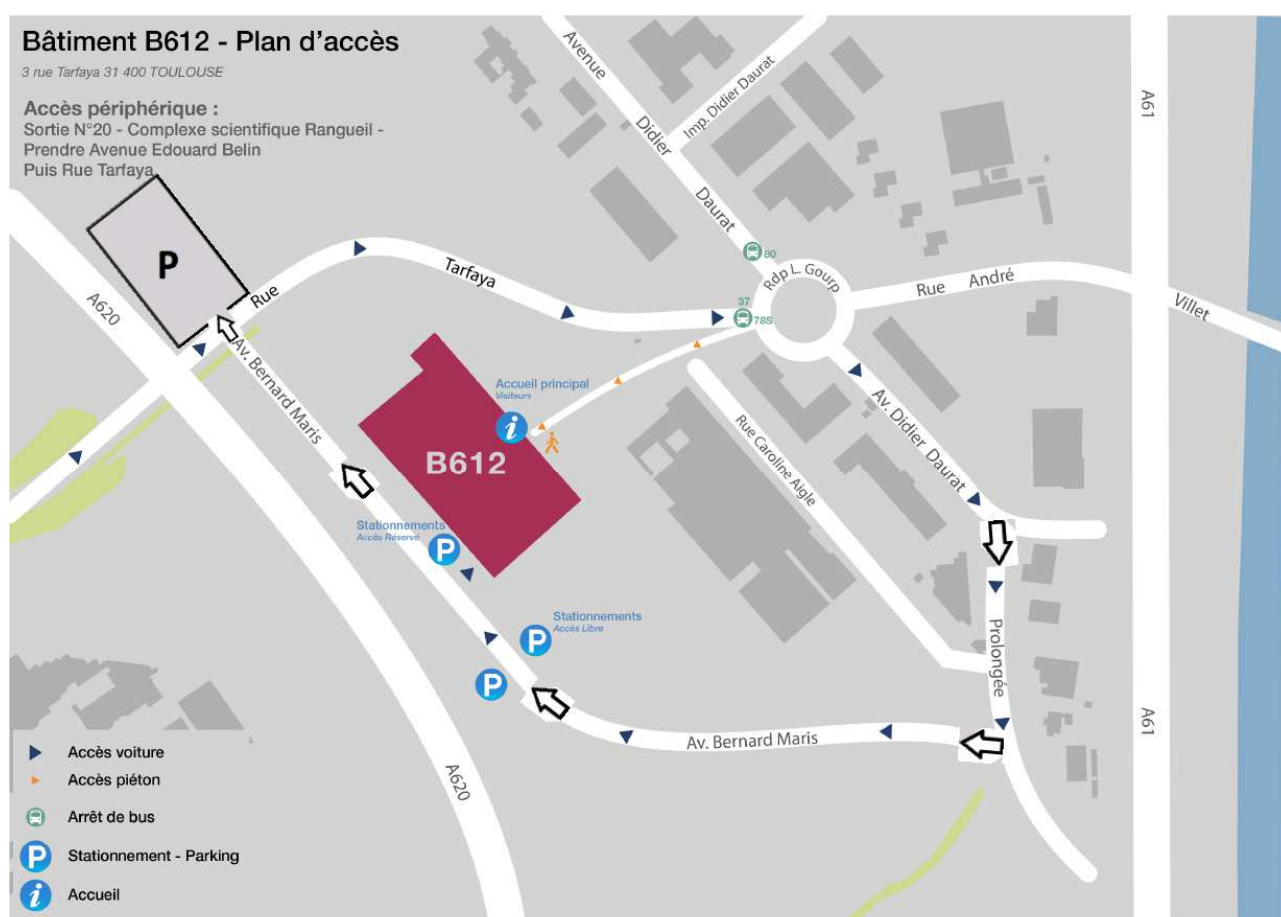 Bâtiment B612 - Plan d'accès
3 rue Tarfaya 31 400 TOULOUSE
Accès périphérique :
Sortie N°20 - Complexe scientifique Rangueil -
Prendre Avenue Edouard Belin
Puis Rue Tarfaya
Avenue
Didier
Daurat
Imp. Didier Daurat
A61
P
Rue
Tarfaya
80
Rdp L. Gourp
37
78S
Rue André
Villet
A620
Av. Bernard Maris
Accueil principal
Visiteurs
i
B612
Rue Caroline Aigle
Av. Didier Daurat
Stationnements
Accès Réservé
P
Stationnements
Accès Libre
P
P
Prolongée
Av. Bernard Maris
A61
A620
Accès voiture
Accès piéton
Arrêt de bus
P
Stationnement - Parking
i
Accueil